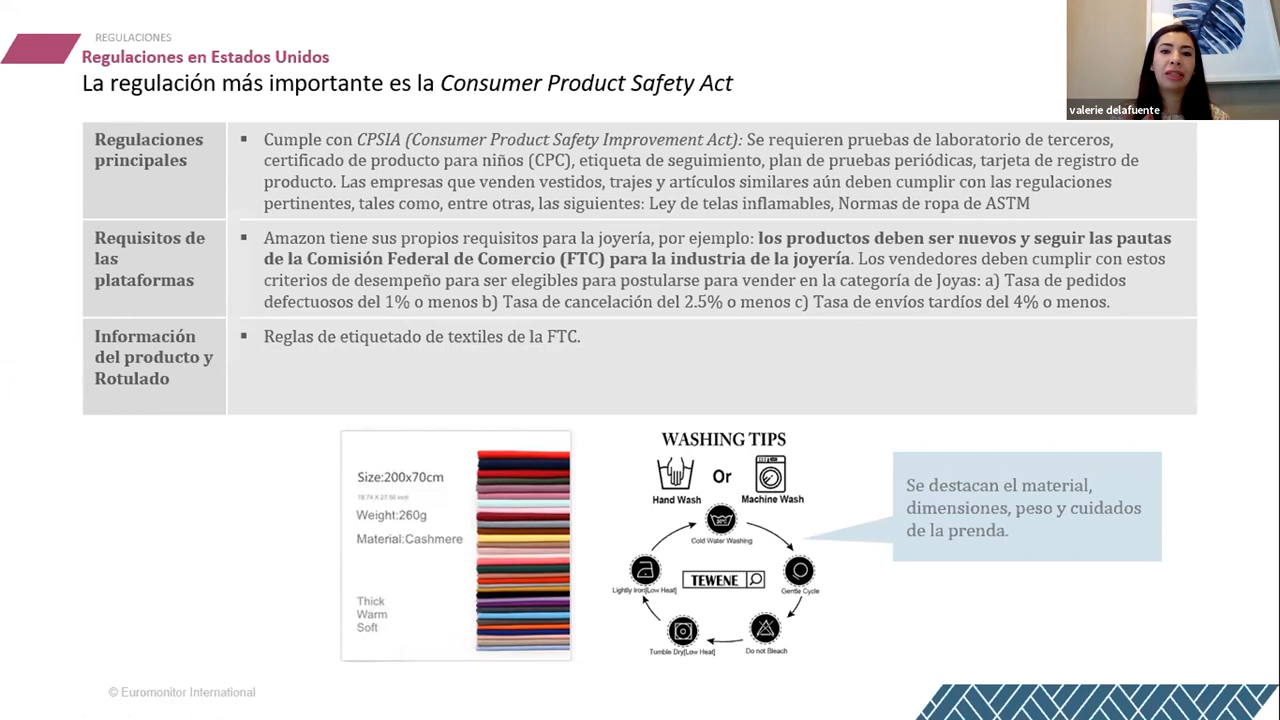 REGULACIONES
Regulaciones en Estados Unidos
La regulación más importante es la Consumer Product Safety Act
valerie delafuente
Regulaciones
principales
▪ Cumple con CPSIA (Consumer Product Safety Improvement Act): Se requieren pruebas de laboratorio de terceros,
certificado de producto para niños (CPC), etiqueta de seguimiento, plan de pruebas periódicas, tarjeta de registro de
producto. Las empresas que venden vestidos, trajes y artículos similares aún deben cumplir con las regulaciones
pertinentes, tales como, entre otras, las siguientes: Ley de telas inflamables, Normas de ropa de ASTM
Requisitos de
las
plataformas
▪ Amazon tiene sus propios requisitos para la joyería, por ejemplo: los productos deben ser nuevos y seguir las pautas
de la Comisión Federal de Comercio (FTC) para la industria de la joyería. Los vendedores deben cumplir con estos
criterios de desempeño para ser elegibles para postularse para vender en la categoría de Joyas: a) Tasa de pedidos
defectuosos del 1% o menos b) Tasa de cancelación del 2.5% o menos c) Tasa de envíos tardíos del 4% o menos.
Información
del producto y
Rotulado
▪ Reglas de etiquetado de textiles de la FTC.
Size:200x70cm
78.74 X 27.56 inch
Weight:260g
Material:Cashmere
Thick
Warm
Soft
WASHING TIPS
Or
Hand Wash
Machine Wash
Cold Water Washing
Lightly Iron[Low Heat]
TEWENE
Gentle Cycle
Tumble Dry[Low Heat]
Do not Bleach
Se destacan el material,
dimensiones, peso y cuidados
de la prenda.
© Euromonitor International